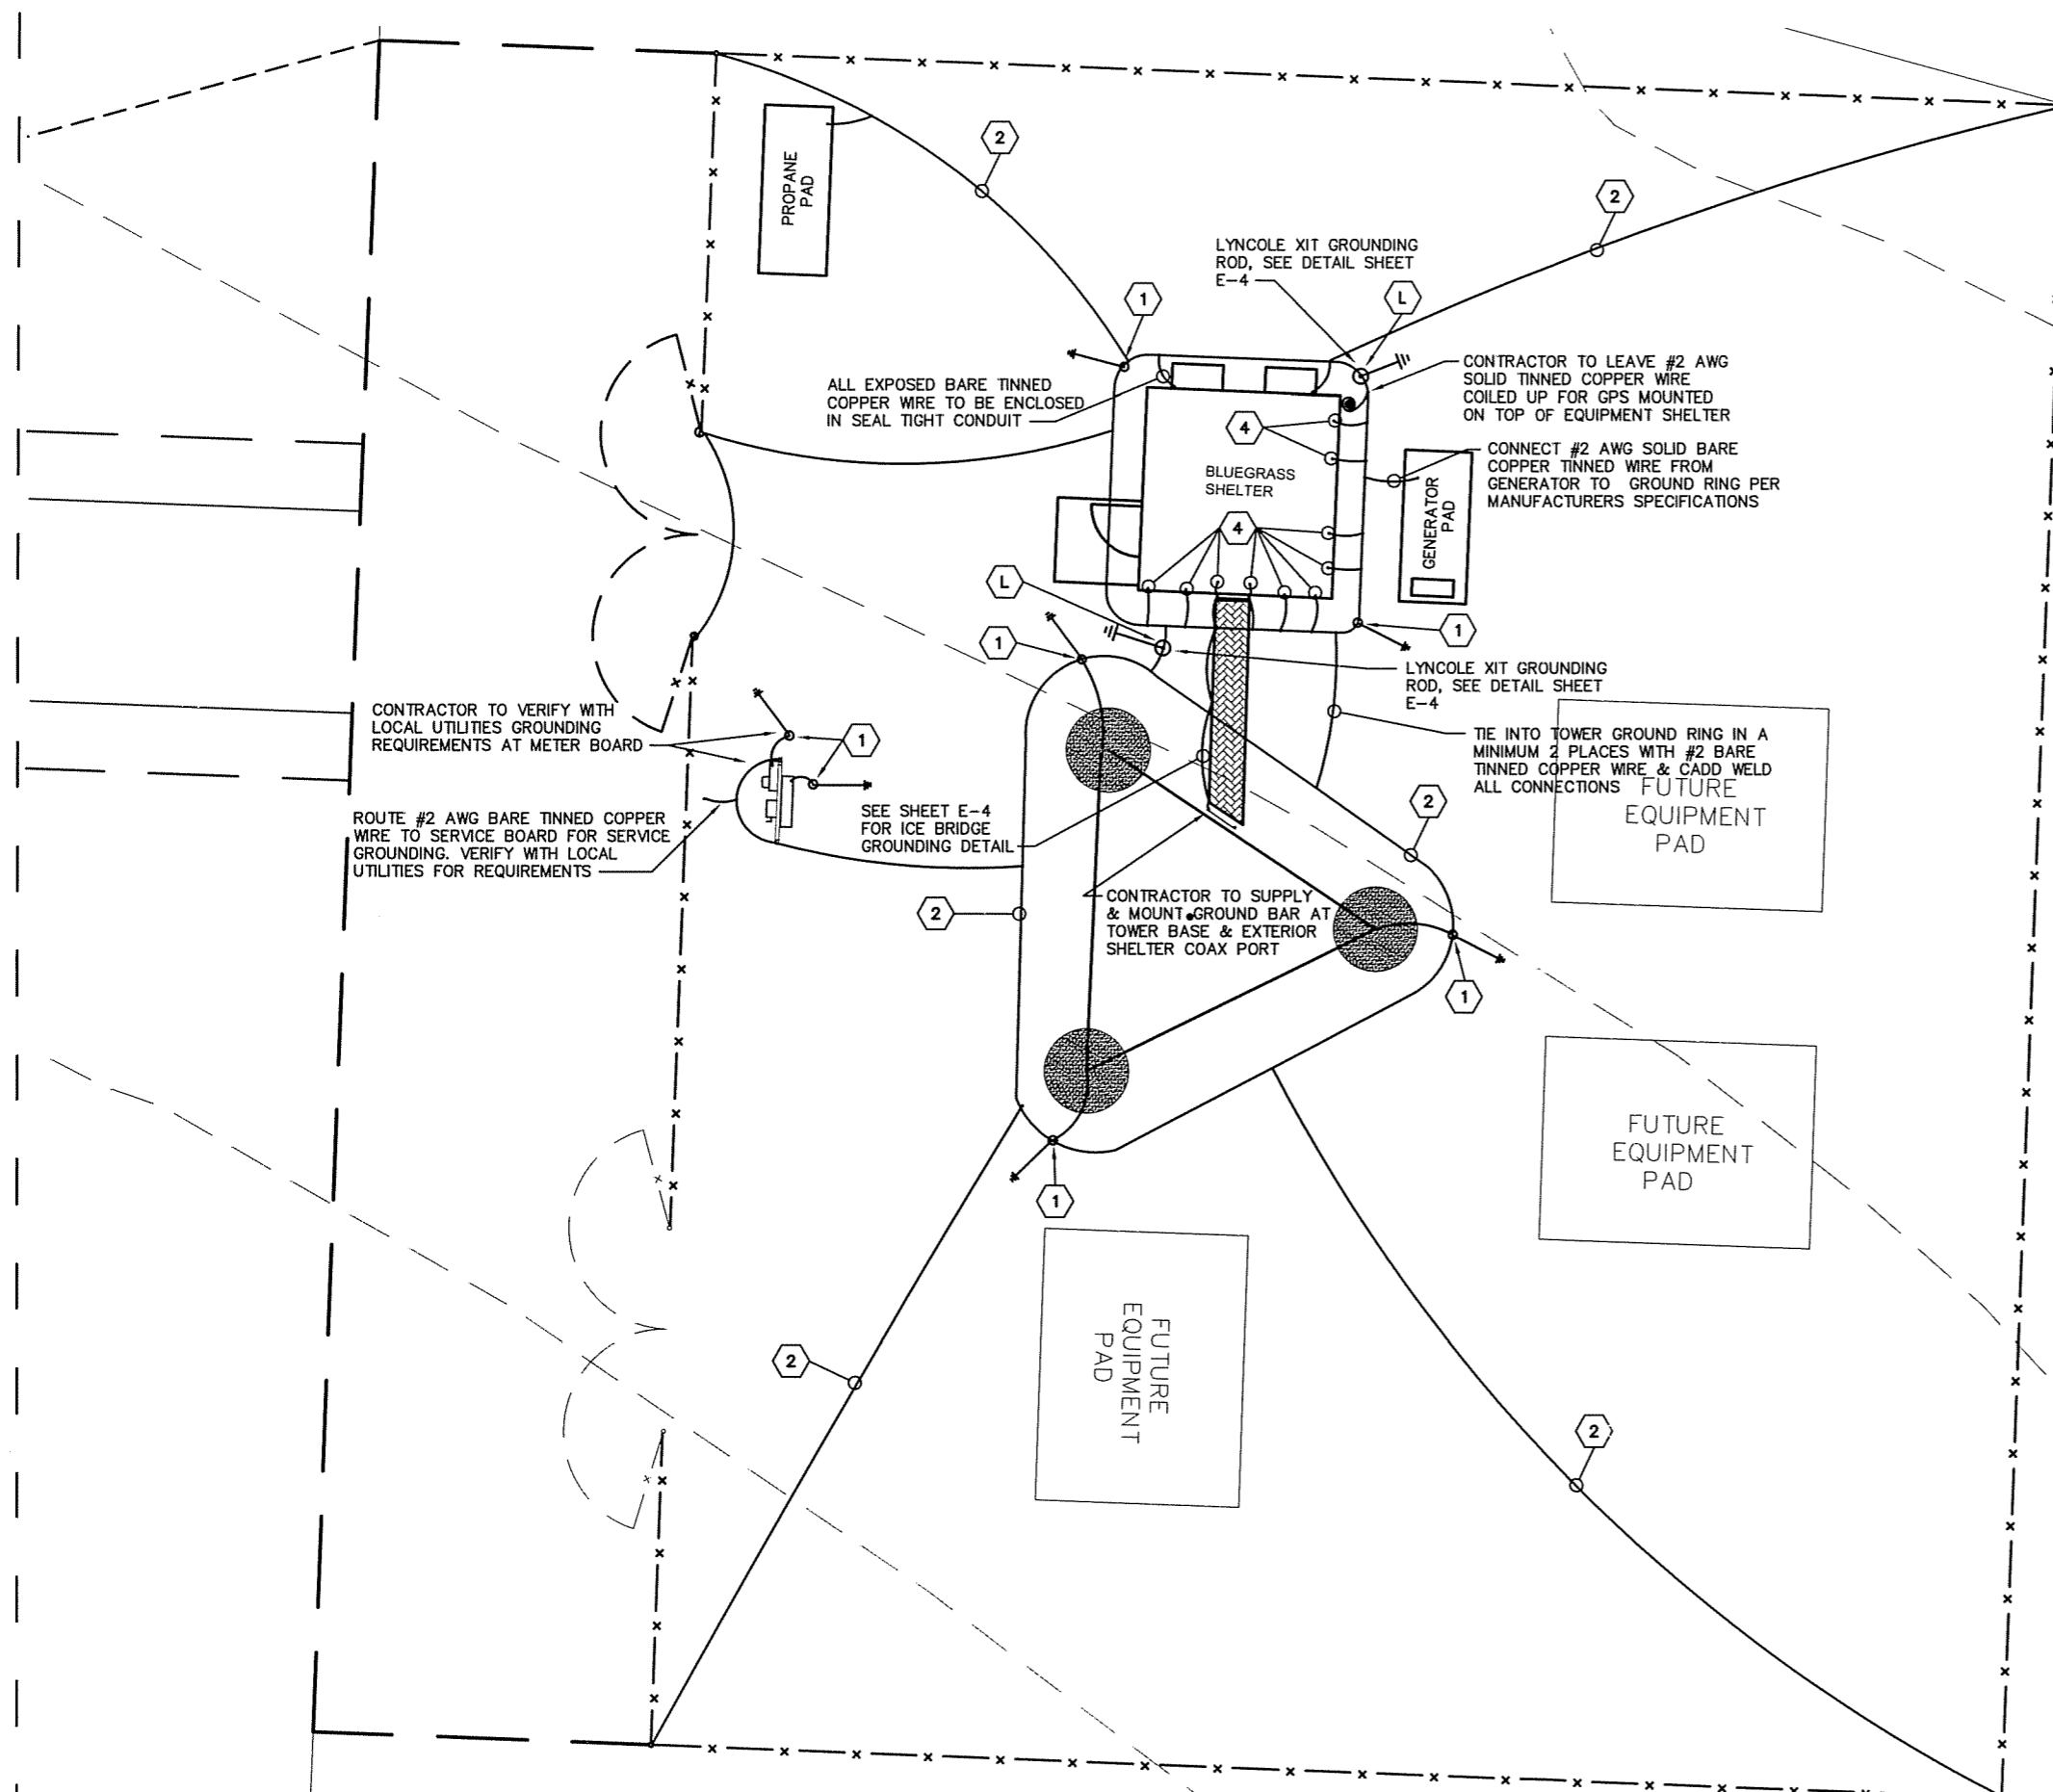 2
PROPANE
PAD
2
LYNCOLE XIT GROUNDING
ROD, SEE DETAIL SHEET
E-4
1
L
ALL EXPOSED BARE TINNED
COPPER WIRE TO BE ENCLOSED
IN SEAL TIGHT CONDUIT
CONTRACTOR TO LEAVE #2 AWG
SOLID TINNED COPPER WIRE
COILED UP FOR GPS MOUNTED
ON TOP OF EQUIPMENT SHELTER
4
CONNECT #2 AWG SOLID BARE
COPPER TINNED WIRE FROM
GENERATOR TO GROUND RING PER
MANUFACTURERS SPECIFICATIONS
BLUEGRASS
SHELTER
GENERATOR
PAD
4
L
1
1
LYNCOLE XIT GROUNDING
ROD, SEE DETAIL SHEET
E-4
CONTRACTOR TO VERIFY WITH
LOCAL UTILITIES GROUNDING
REQUIREMENTS AT METER BOARD
1
TIE INTO TOWER GROUND RING IN A
MINIMUM 2 PLACES WITH #2 BARE
TINNED COPPER WIRE & CADD WELD
ALL CONNECTIONS
FUTURE
EQUIPMENT
PAD
2
ROUTE #2 AWG BARE TINNED COPPER
WIRE TO SERVICE BOARD FOR SERVICE
GROUNDING. VERIFY WITH LOCAL
UTILITIES FOR REQUIREMENTS
SEE SHEET E-4
FOR ICE BRIDGE
GROUNDING DETAIL
2
CONTRACTOR TO SUPPLY
& MOUNT GROUND BAR AT
TOWER BASE & EXTERIOR
SHELTER COAX PORT
1
FUTURE
EQUIPMENT
PAD
1
FUTURE
EQUIPMENT
PAD
2
2